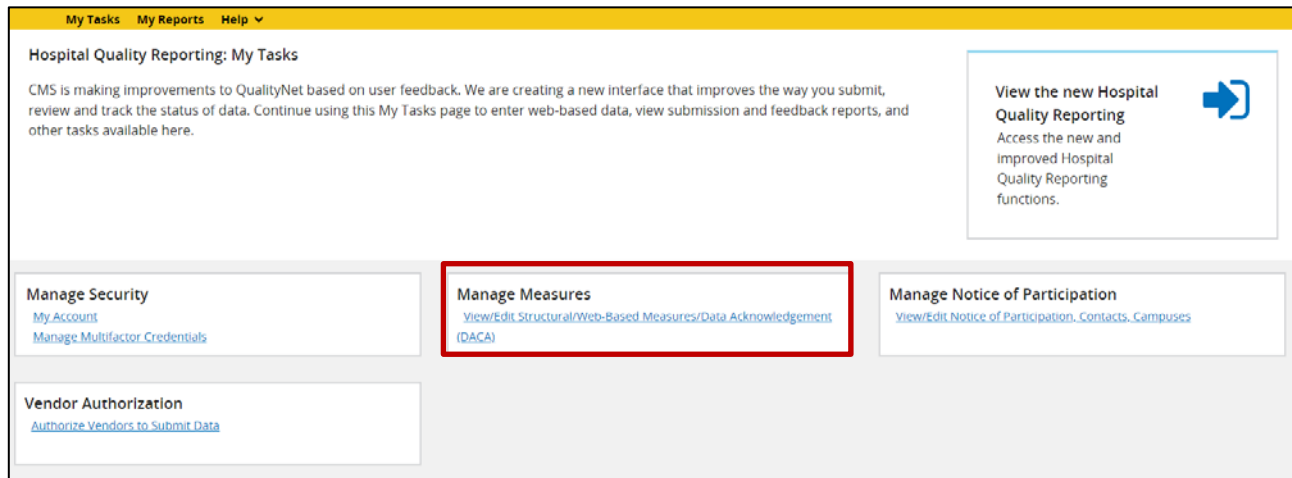 My Tasks My Reports Help
Hospital Quality Reporting: My Tasks
CMS is making improvements to QualityNet based on user feedback. We are creating a new interface that improves the way you submit,
review and track the status of data. Continue using this My Tasks page to enter web-based data, view submission and feedback reports, and
other tasks available here.
View the new Hospital
Quality Reporting
Access the new and
improved Hospital
Quality Reporting
functions.
Manage Security
My Account
Manage Multifactor Credentials
Manage Measures
View/Edit Structural/Web-Based Measures/Data Acknowledgement
(DACA)
Manage Notice of Participation
View/Edit Notice of Participation, Contacts, Campuses
Vendor Authorization
Authorize Vendors to Submit Data